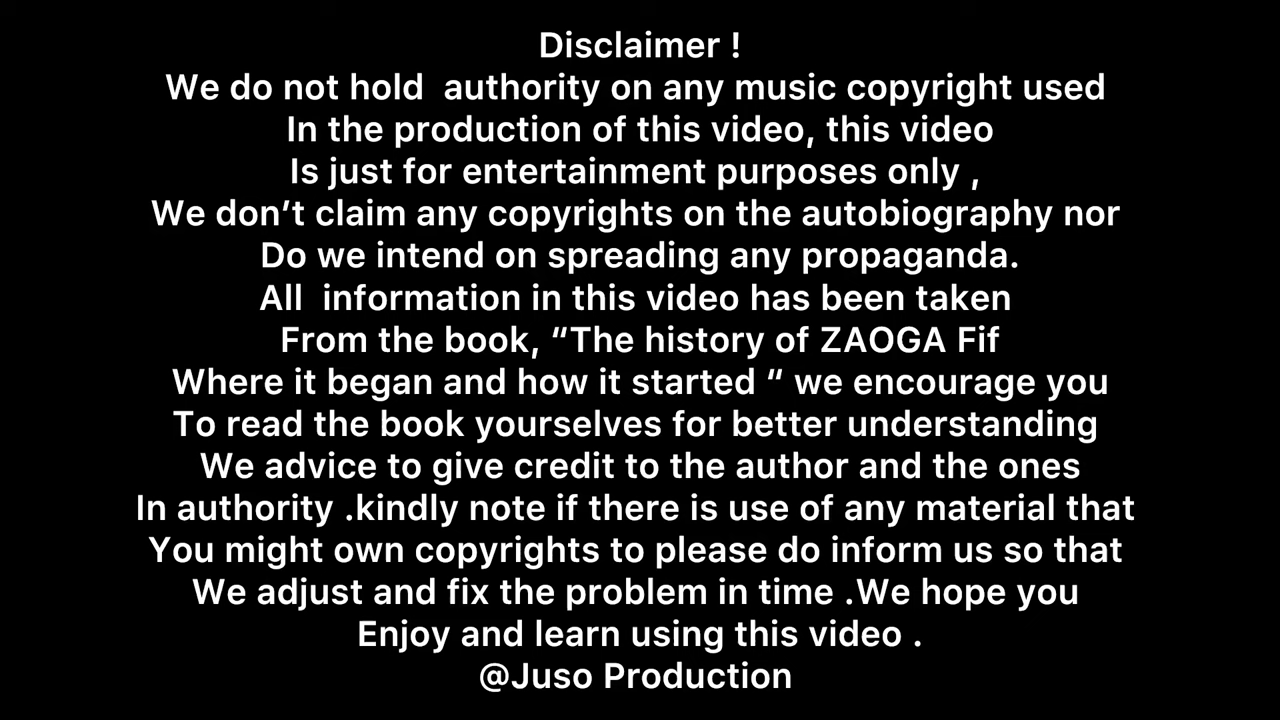 Disclaimer !
We do not hold  authority on any music copyright used
In the production of this video, this video
Is just for entertainment purposes only ,
We don’t claim any copyrights on the autobiography nor
Do we intend on spreading any propaganda.
All  information in this video has been taken
From the book, “The history of ZAOGA Fif
Where it began and how it started “ we encourage you
To read the book yourselves for better understanding
We advice to give credit to the author and the ones
In authority .kindly note if there is use of any material that
You might own copyrights to please do inform us so that
We adjust and fix the problem in time .We hope you
Enjoy and learn using this video .
@Juso Production